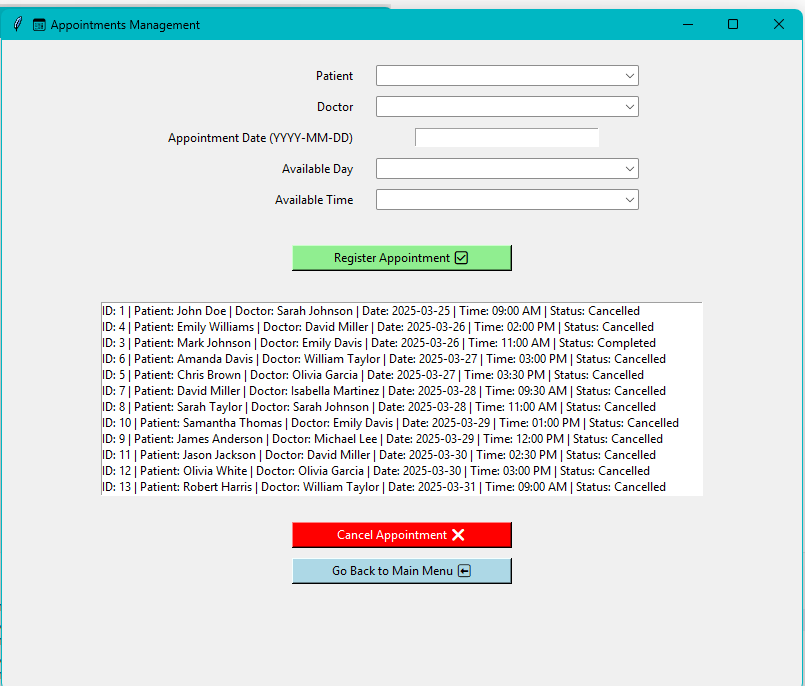 Appointments Management
Patient
Doctor
Appointment Date (YYYY-MM-DD)
Available Day
Available Time
Register Appointment
ID: 1 | Patient: John Doe | Doctor: Sarah Johnson | Date: 2025-03-25 | Time: 09:00 AM | Status: Cancelled
ID: 4 | Patient: Emily Williams | Doctor: David Miller | Date: 2025-03-26 | Time: 02:00 PM | Status: Cancelled
ID: 3 | Patient: Mark Johnson | Doctor: Emily Davis | Date: 2025-03-26 | Time: 11:00 AM | Status: Completed
ID: 6 | Patient: Amanda Davis | Doctor: William Taylor | Date: 2025-03-27 | Time: 03:00 PM | Status: Cancelled
ID: 5 | Patient: Chris Brown | Doctor: Olivia Garcia | Date: 2025-03-27 | Time: 03:30 PM | Status: Cancelled
ID: 7 | Patient: David Miller | Doctor: Isabella Martinez | Date: 2025-03-28 | Time: 09:30 AM | Status: Cancelled
ID: 8 | Patient: Sarah Taylor | Doctor: Sarah Johnson | Date: 2025-03-28 | Time: 11:00 AM | Status: Cancelled
ID: 10 | Patient: Samantha Thomas | Doctor: Emily Davis | Date: 2025-03-29 | Time: 01:00 PM | Status: Cancelled
ID: 9 | Patient: James Anderson | Doctor: Michael Lee | Date: 2025-03-29 | Time: 12:00 PM | Status: Cancelled
ID: 11 | Patient: Jason Jackson | Doctor: David Miller | Date: 2025-03-30 | Time: 02:30 PM | Status: Cancelled
ID: 12 | Patient: Olivia White | Doctor: Olivia Garcia | Date: 2025-03-30 | Time: 03:00 PM | Status: Cancelled
ID: 13 | Patient: Robert Harris | Doctor: William Taylor | Date: 2025-03-31 | Time: 09:00 AM | Status: Cancelled
Cancel Appointment
Go Back to Main Menu